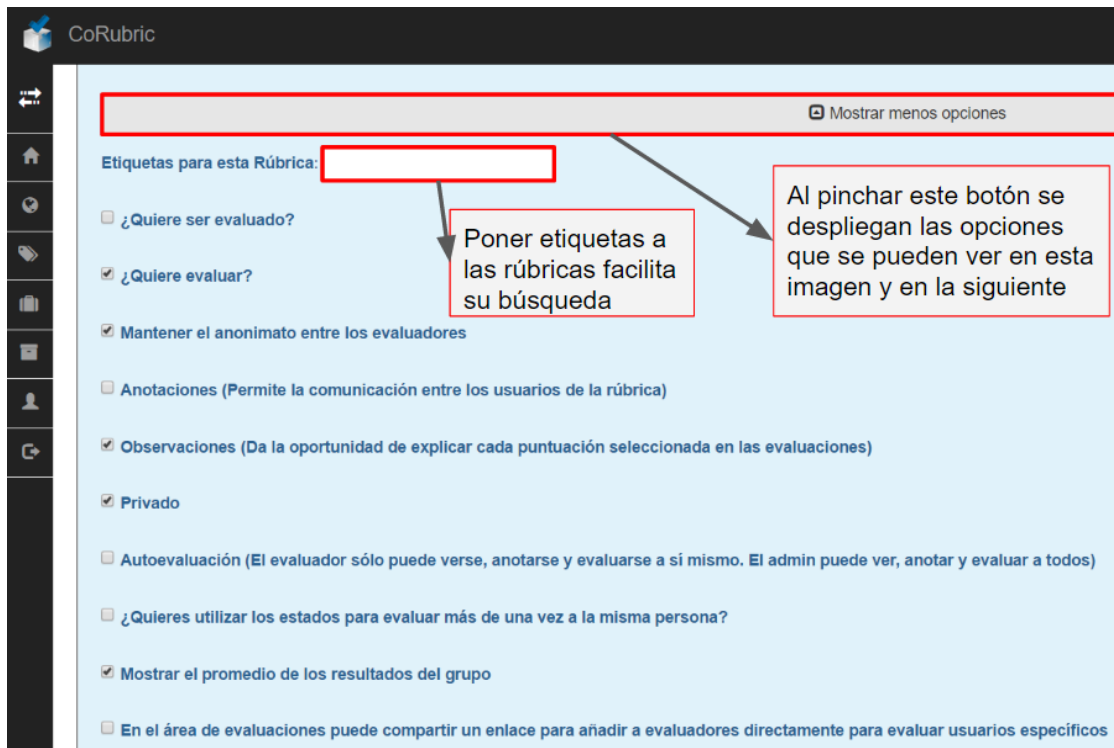 CoRubric
Mostrar menos opciones
Etiquetas para esta Rúbrica:
Al pinchar este botón se
despliegan las opciones
que se pueden ver en esta
imagen y en la siguiente
¿Quiere ser evaluado?
Poner etiquetas a
las rúbricas facilita
su búsqueda
¿Quiere evaluar?
Mantener el anonimato entre los evaluadores
Anotaciones (Permite la comunicación entre los usuarios de la rúbrica)
Observaciones (Da la oportunidad de explicar cada puntuación seleccionada en las evaluaciones)
Privado
Autoevaluación (El evaluador sólo puede verse, anotarse y evaluarse a sí mismo. El admin puede ver, anotar y evaluar a todos)
¿Quieres utilizar los estados para evaluar más de una vez a la misma persona?
Mostrar el promedio de los resultados del grupo
En el área de evaluaciones puede compartir un enlace para añadir a evaluadores directamente para evaluar usuarios específicos